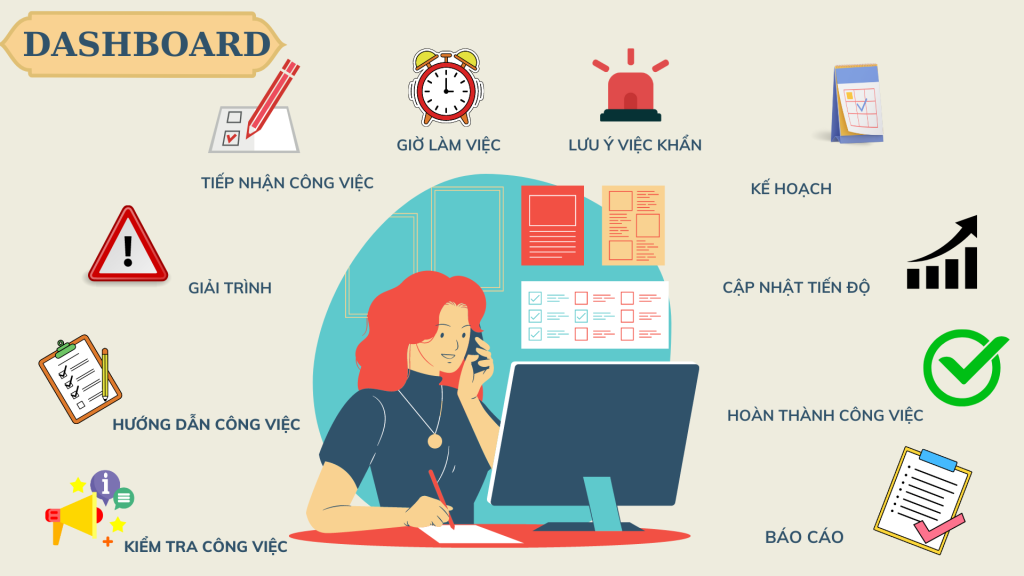 DASHBOARD
GIỜ LÀM VIỆC
LƯU Ý VIỆC KHẨN
TIẾP NHẬN CÔNG VIỆC
KẾ HOẠCH
GIẢI TRÌNH
CẬP NHẬT TIẾN ĐỘ
HƯỚNG DẪN CÔNG VIỆC
HOÀN THÀNH CÔNG VIỆC
KIỂM TRA CÔNG VIỆC
BÁO CÁO